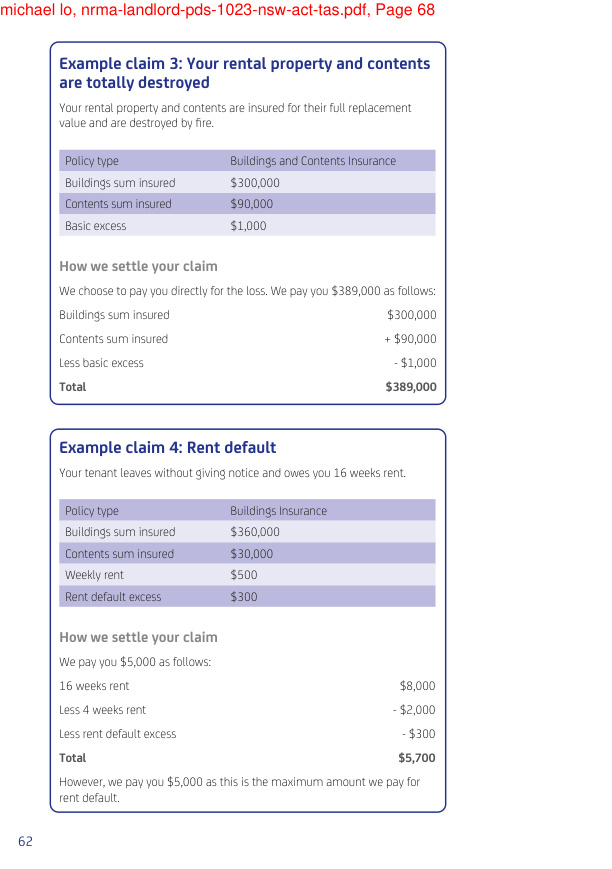 michael lo, nrma-landlord-pds-1023-nsw-act-tas.pdf, Page 68
Example claim 3: Your rental property and contents
are totally destroyed
Your rental property and contents are insured for their full replacement
value and are destroyed by fire.
Policy type Buildings and Contents Insurance
Buildings sum insured $300,000
Contents sum insured $90,000
Basic excess $1,000
How we settle your claim
We choose to pay you directly for the loss. We pay you $389,000 as follows:
Buildings sum insured $300,000
Contents sum insured + $90,000
Less basic excess - $1,000
Total $389,000
Example claim 4: Rent default
Your tenant leaves without giving notice and owes you 16 weeks rent.
Policy type Buildings Insurance
Buildings sum insured $360,000
Contents sum insured $30,000
Weekly rent $500
Rent default excess $300
How we settle your claim
We pay you $5,000 as follows:
16 weeks rent $8,000
Less 4 weeks rent - $2,000
Less rent default excess - $300
Total $5,700
However, we pay you $5,000 as this is the maximum amount we pay for
rent default.
62